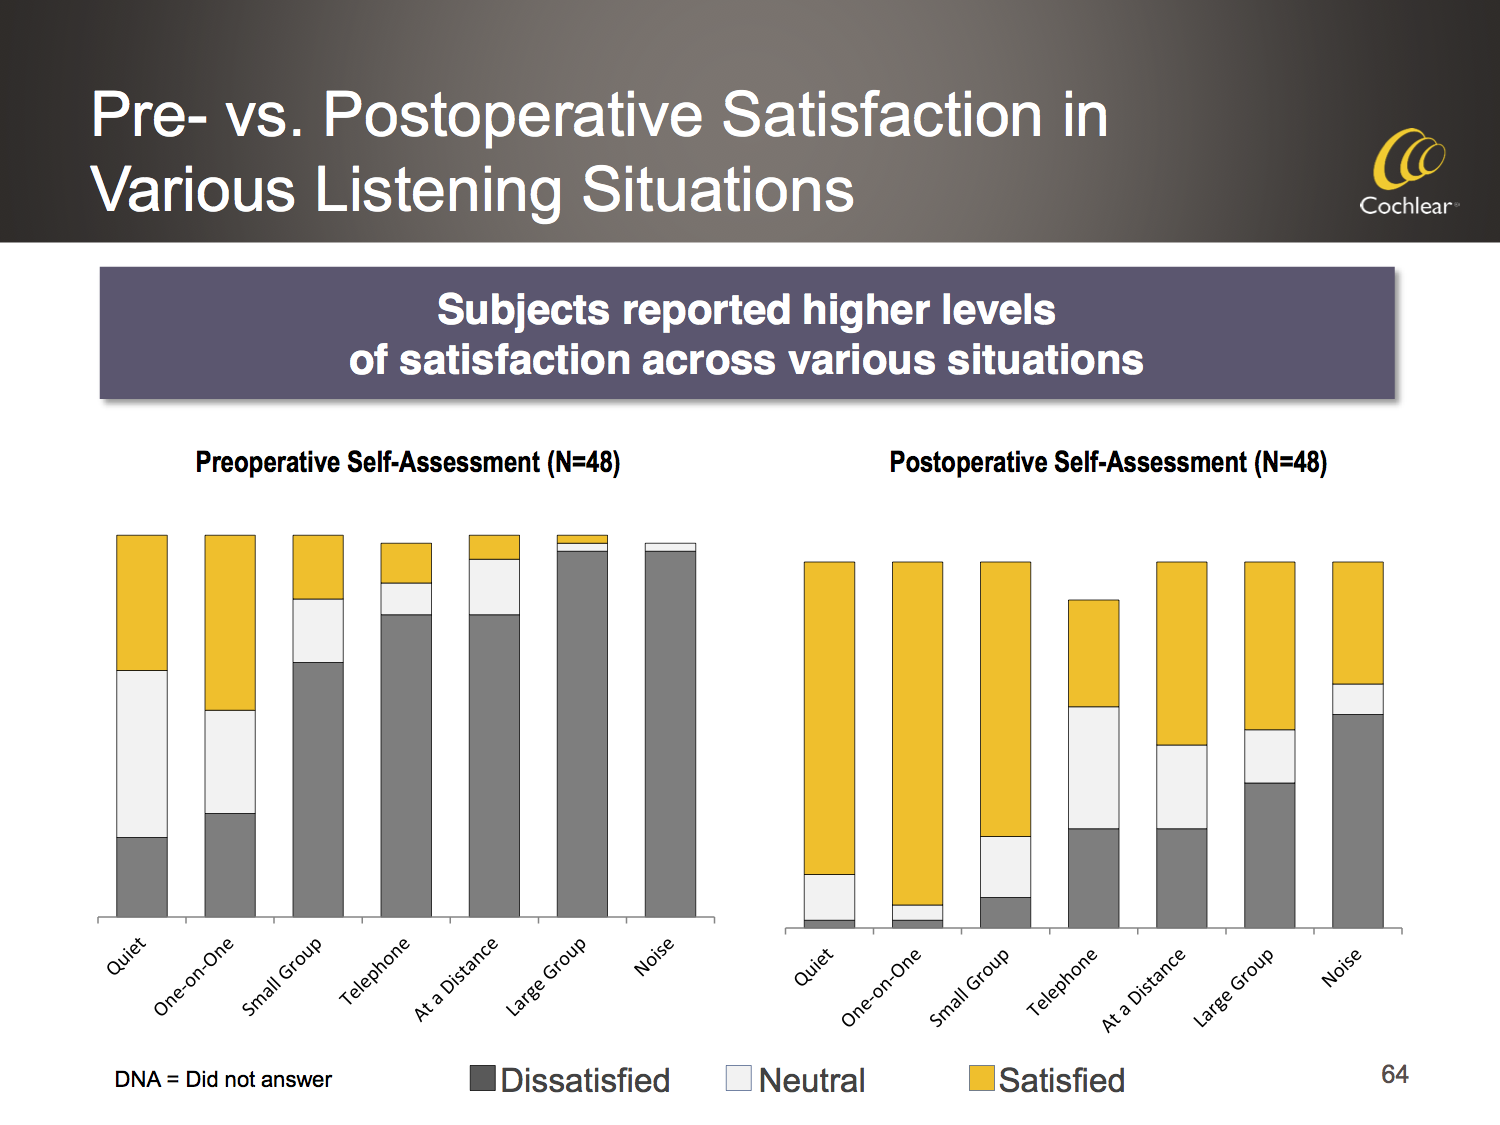 Pre- vs. Postoperative Satisfaction in
Various Listening Situations
Cochlear
Subjects reported higher levels
of satisfaction across various situations
Preoperative Self-Assessment (N=48)
Quiet
One-on-One
Small Group
Telephone
At a Distance
Large Group
Noise
Postoperative Self-Assessment (N=48)
Quiet
One-on-One
Small Group
Telephone
At a Distance
Large Group
Noise
DNA = Did not answer
Dissatisfied
Neutral
Satisfied
64